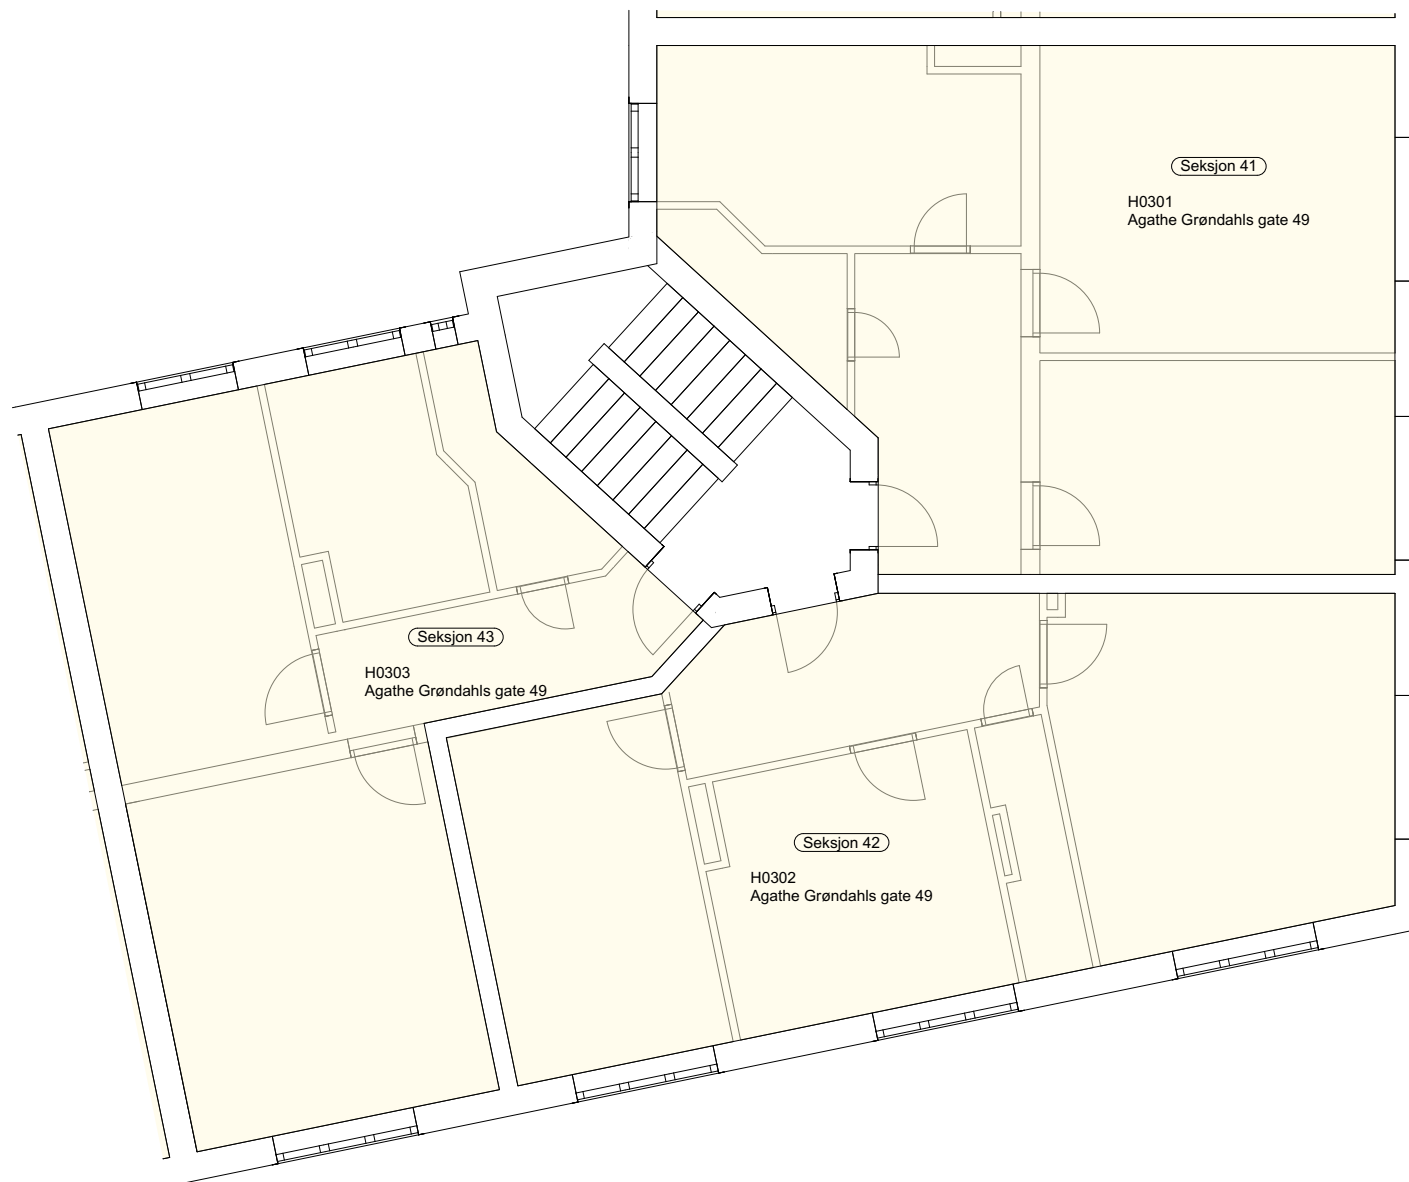 Seksjon 41
H0301
Agathe Grøndahls gate 49
Seksjon 43
H0303
Agathe Grøndahls gate 49
Seksjon 42
H0302
Agathe Grøndahls gate 49